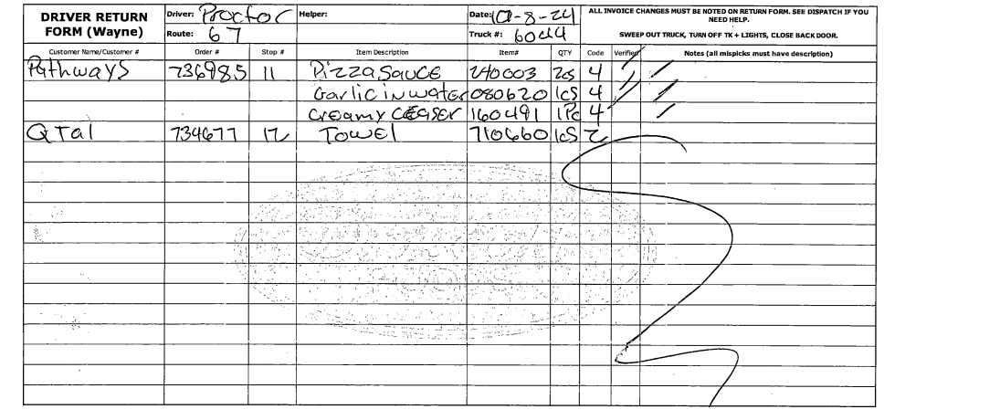 DRIVER RETURN FORM (Wayne)
Driver: Proctor Helper: Date: 10-8-24
Route: 67 Truck #: 6044
ALL INVOICE CHANGES MUST BE NOTED ON RETURN FORM. SEE DISPATCH IF YOU NEED HELP.
SWEEP OUT TRUCK, TURN OFF TK + LIGHTS, CLOSE BACK DOOR.
Customer Name/Customer # Order # Stop # Item Description Item# QTY Code Verified Notes (all mispicks must have description)
Pathways 736985 11 Pizza Sauce 240003 2cs 4
Garlic in water 080620 1cS 4
Creamy CEaser 160491 1Pc 4
QTal 734677 12 TowEl 710660 1cS 2